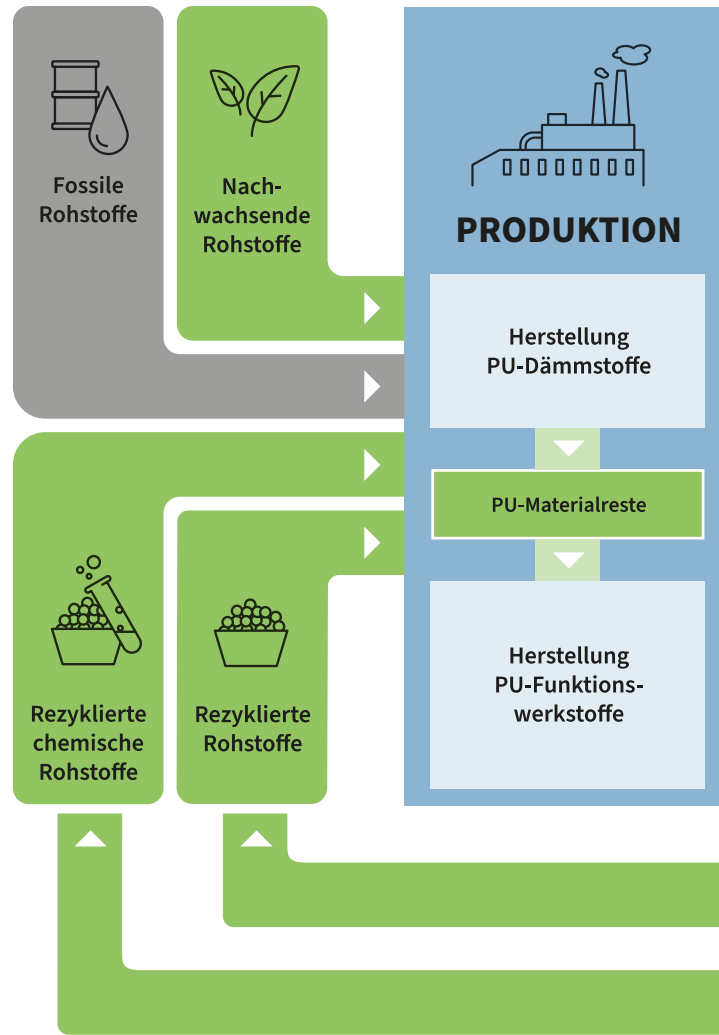 Fossile
Rohstoffe
Nach-
wachsende
Rohstoffe
PRODUKTION
Herstellung
PU-Dämmstoffe
PU-Materialreste
Herstellung
PU-Funktions-
werkstoffe
Rezyklierte
chemische
Rohstoffe
Rezyklierte
Rohstoffe